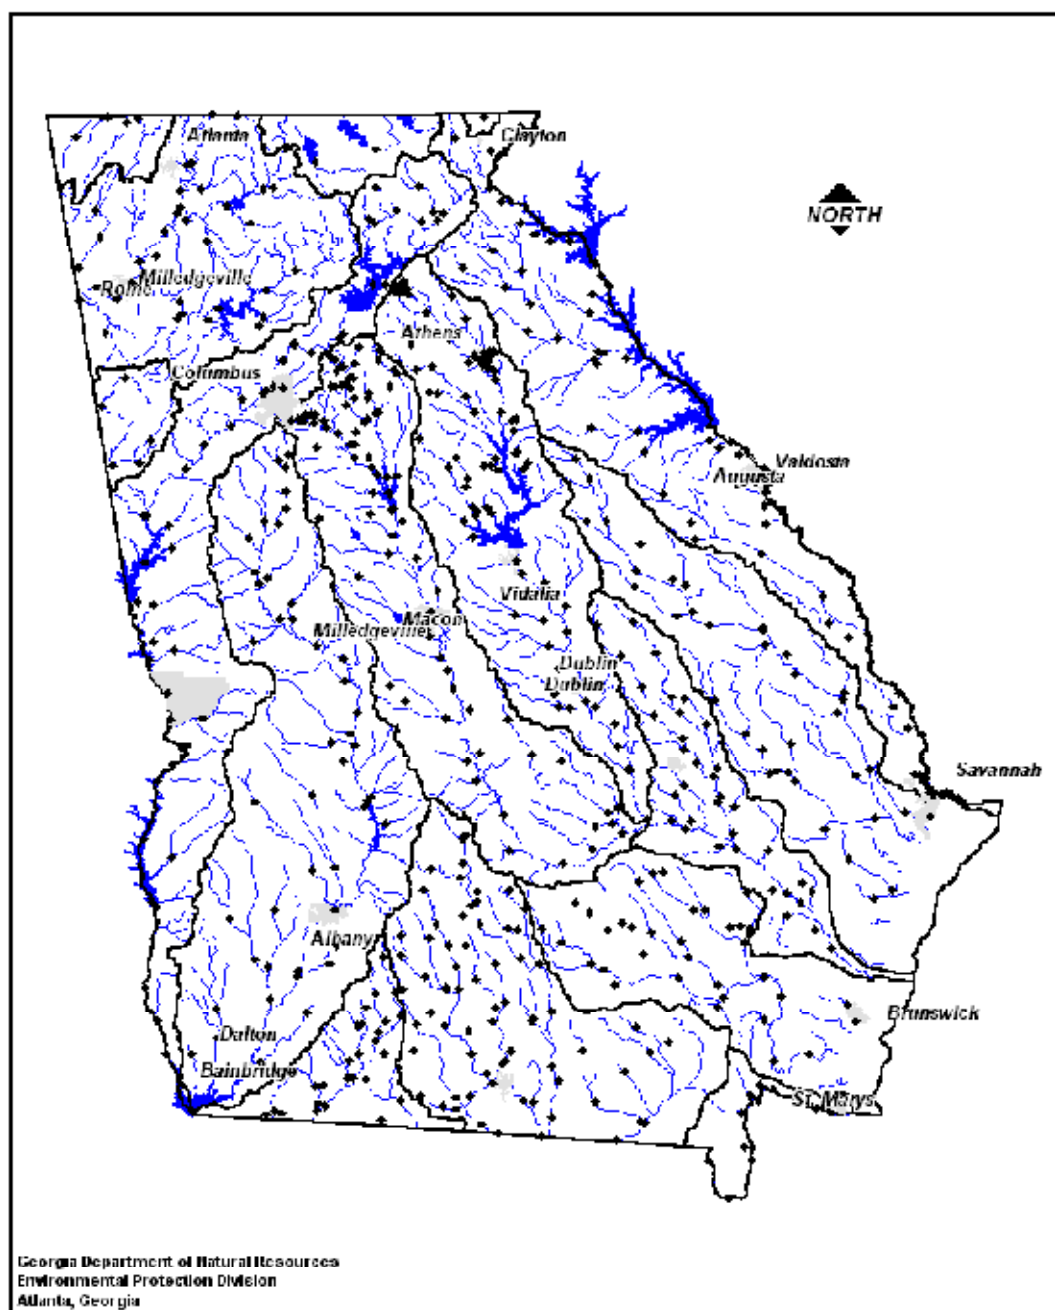 Atlanta
Clayton
NORTH
Milledgeville
Rome
Athens
Columbus
Valdosta
Augusta
Vidalia
Macon
Milledgeville
Dublin
Dublin
Savannah
Albany
Brunswick
Dalton
Bainbridge
St. Marys
Georgia Department of Natural Resources
Environmental Protection Division
Atlanta, Georgia